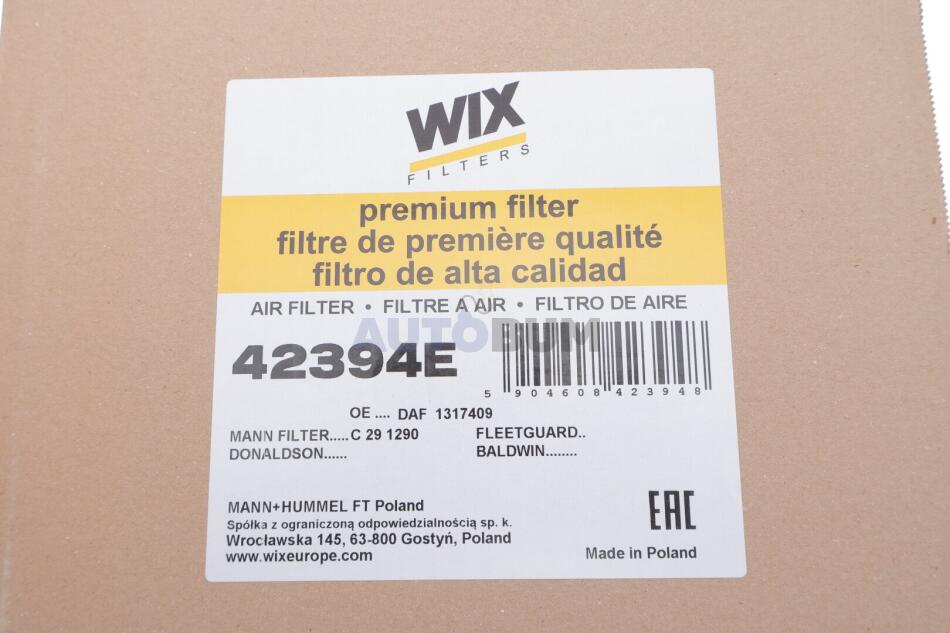 WIX
FILTERS
premium filter
filtre de première qualité
filtro de alta calidad
AIR FILTER • FILTRE A AIR • FILTRO DE AIRE
AUTOBUM
42394E
5 904608 423948
OE .... DAF 1317409
MANN FILTER.....C 29 1290 FLEETGUARD..
DONALDSON...... BALDWIN........
MANN+HUMMEL FT Poland
Spółka z ograniczoną odpowiedzialnością sp. k.
Wrocławska 145, 63-800 Gostyń, Poland
www.wixeurope.com
EAC
Made in Poland